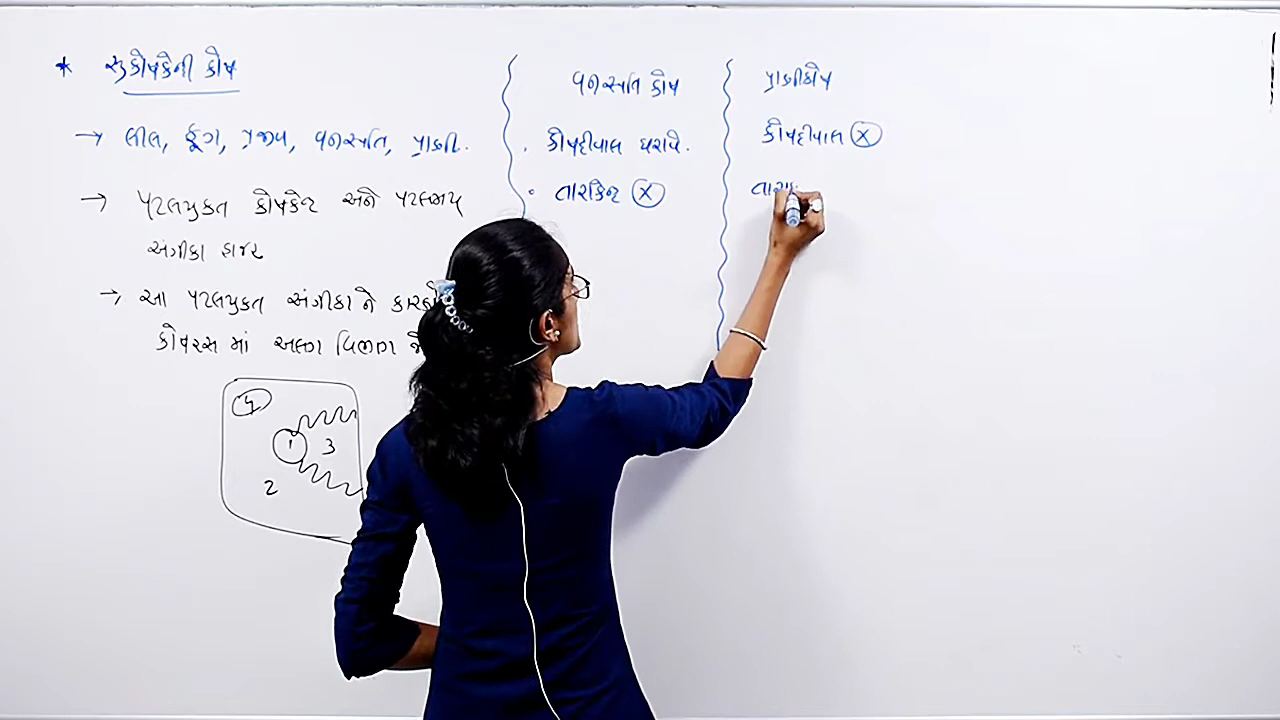 * સુકોષકેન્દ્રી કોષ
→ લીલ, ફૂગ, પ્રજીવ, વનસ્પતિ, પ્રાણી.
→ પટલયુક્ત કોષકેન્દ્ર અને પટલમય
અંગીકા હાજર
→ આ પટલયુક્ત અંગીકા ને
કોષરસ માં અલગ વિભાગ
4
1 3
2
વનસ્પતિ કોષ
. કોષદીવાલ ધરાવે.
• તારકકેન્દ્ર X
પ્રાણીકોષ
કોષદીવાલ X